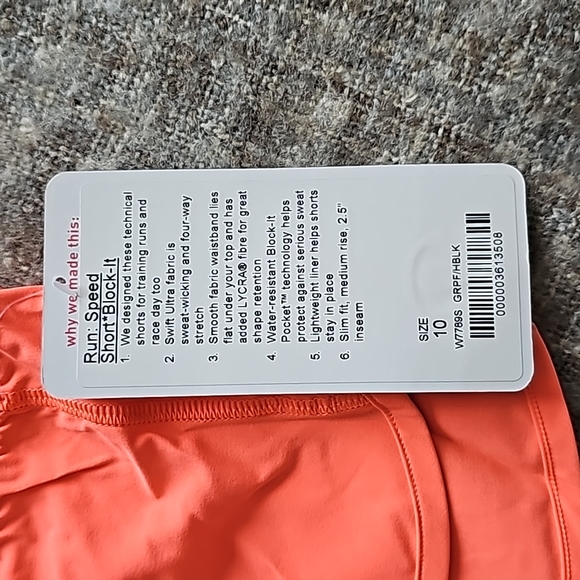 why we made this:
Run: Speed
Short*Block-It
1. We designed these technical
shorts for training runs and
race day too
2. Swift Ultra fabric is
sweat-wicking and four-way
stretch
3. Smooth fabric waistband lies
flat under your top and has
added LYCRA® fibre for great
shape retention
4. Water-resistant Block-It
Pocket™ technology helps
protect against serious sweat
5. Lightweight liner helps shorts
stay in place
6. Slim fit, medium rise, 2.5"
inseam
SIZE
10
W7789S GRPF/HBLK
0000036135​08